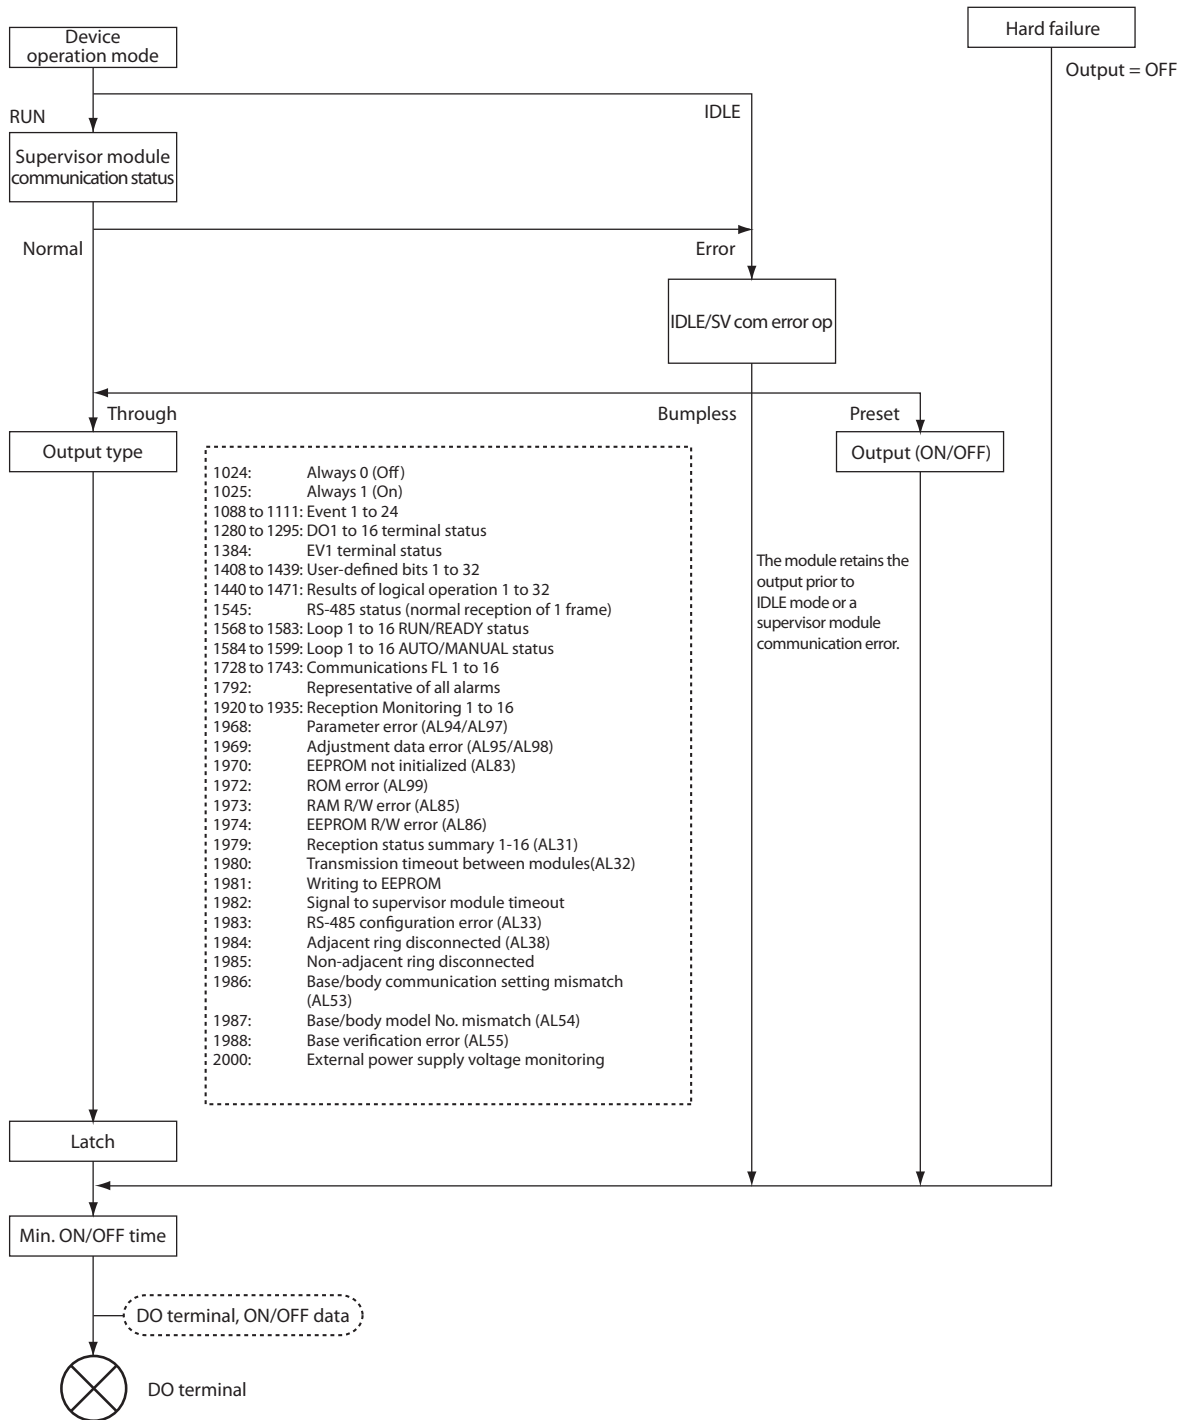 Device
operation mode
Hard failure
Output = OFF
RUN
IDLE
Supervisor module
communication status
Normal
Error
IDLE/SV com error op
Through
Bumpless
Preset
Output type
Output (ON/OFF)
1024: Always 0 (Off)
1025: Always 1 (On)
1088 to 1111: Event 1 to 24
1280 to 1295: DO1 to 16 terminal status
1384: EV1 terminal status
1408 to 1439: User-defined bits 1 to 32
1440 to 1471: Results of logical operation 1 to 32
1545: RS-485 status (normal reception of 1 frame)
1568 to 1583: Loop 1 to 16 RUN/READY status
1584 to 1599: Loop 1 to 16 AUTO/MANUAL status
1728 to 1743: Communications FL 1 to 16
1792: Representative of all alarms
1920 to 1935: Reception Monitoring 1 to 16
1968: Parameter error (AL94/AL97)
1969: Adjustment data error (AL95/AL98)
1970: EEPROM not initialized (AL83)
1972: ROM error (AL99)
1973: RAM R/W error (AL85)
1974: EEPROM R/W error (AL86)
1979: Reception status summary 1-16 (AL31)
1980: Transmission timeout between modules(AL32)
1981: Writing to EEPROM
1982: Signal to supervisor module timeout
1983: RS-485 configuration error (AL33)
1984: Adjacent ring disconnected (AL38)
1985: Non-adjacent ring disconnected
1986: Base/body communication setting mismatch
(AL53)
1987: Base/body model No. mismatch (AL54)
1988: Base verification error (AL55)
2000: External power supply voltage monitoring
The module retains the
output prior to
IDLE mode or a
supervisor module
communication error.
Latch
Min. ON/OFF time
DO terminal, ON/OFF data
DO terminal